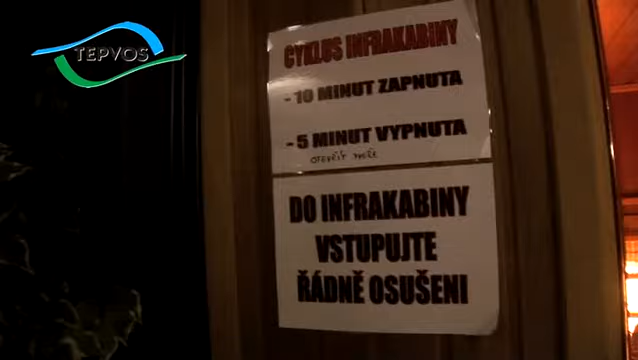 TEPVOS
CYKLUS INFRAKABINY
- 10 MINUT ZAPNUTA
- 5 MINUT VYPNUTA
OTEVŘÍT DVEŘE
DO INFRAKABINY
VSTUPUJTE
ŘÁDNĚ OSUŠENI